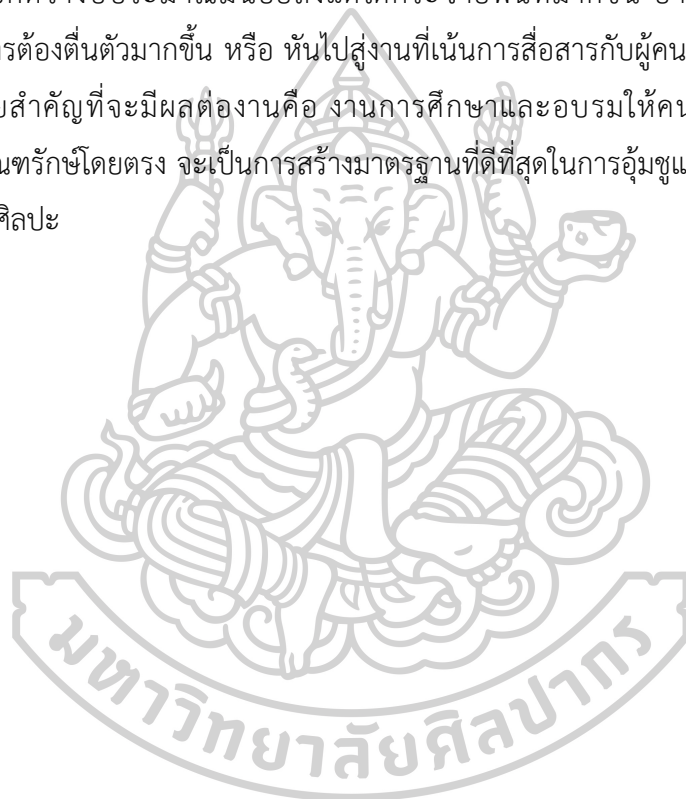 รต้องตื่นตัวมากขึ้น หรือ หันไปสู่งานที่เน้นการสื่อสารกับผู้คน
ยสำคัญที่จะมีผลต่องานคือ งานการศึกษาและอบรมให้คน
ณฑรักษ์โดยตรง จะเป็นการสร้างมาตรฐานที่ดีที่สุดในการอุ้มชูแ
ศิลปะ
มหาวิทยาลัยศิลปากร